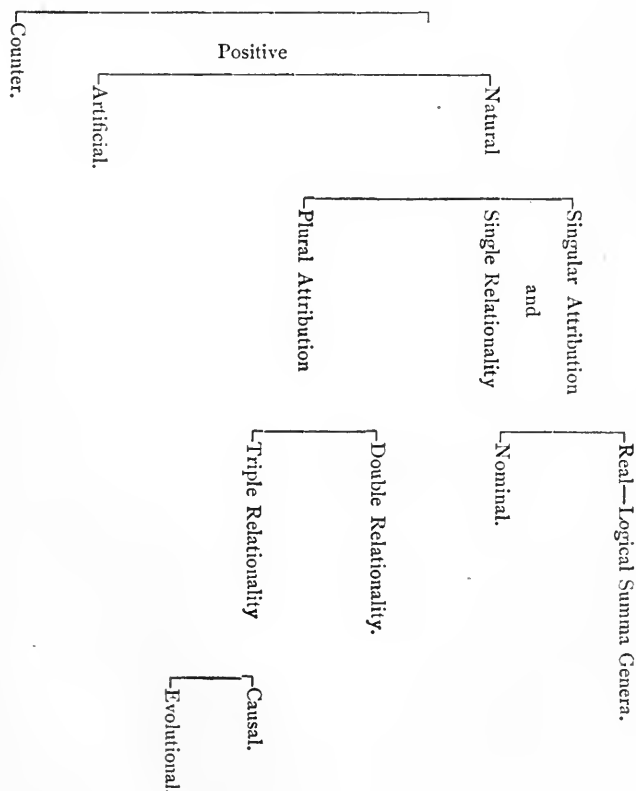 Counter.
Positive
Artificial.
Natural
Plural Attribution
Singular Attribution
and
Single Relationality
Triple Relationality
Double Relationality.
Nominal.
Real—Logical Summa Genera.
Evolutional.
Causal.